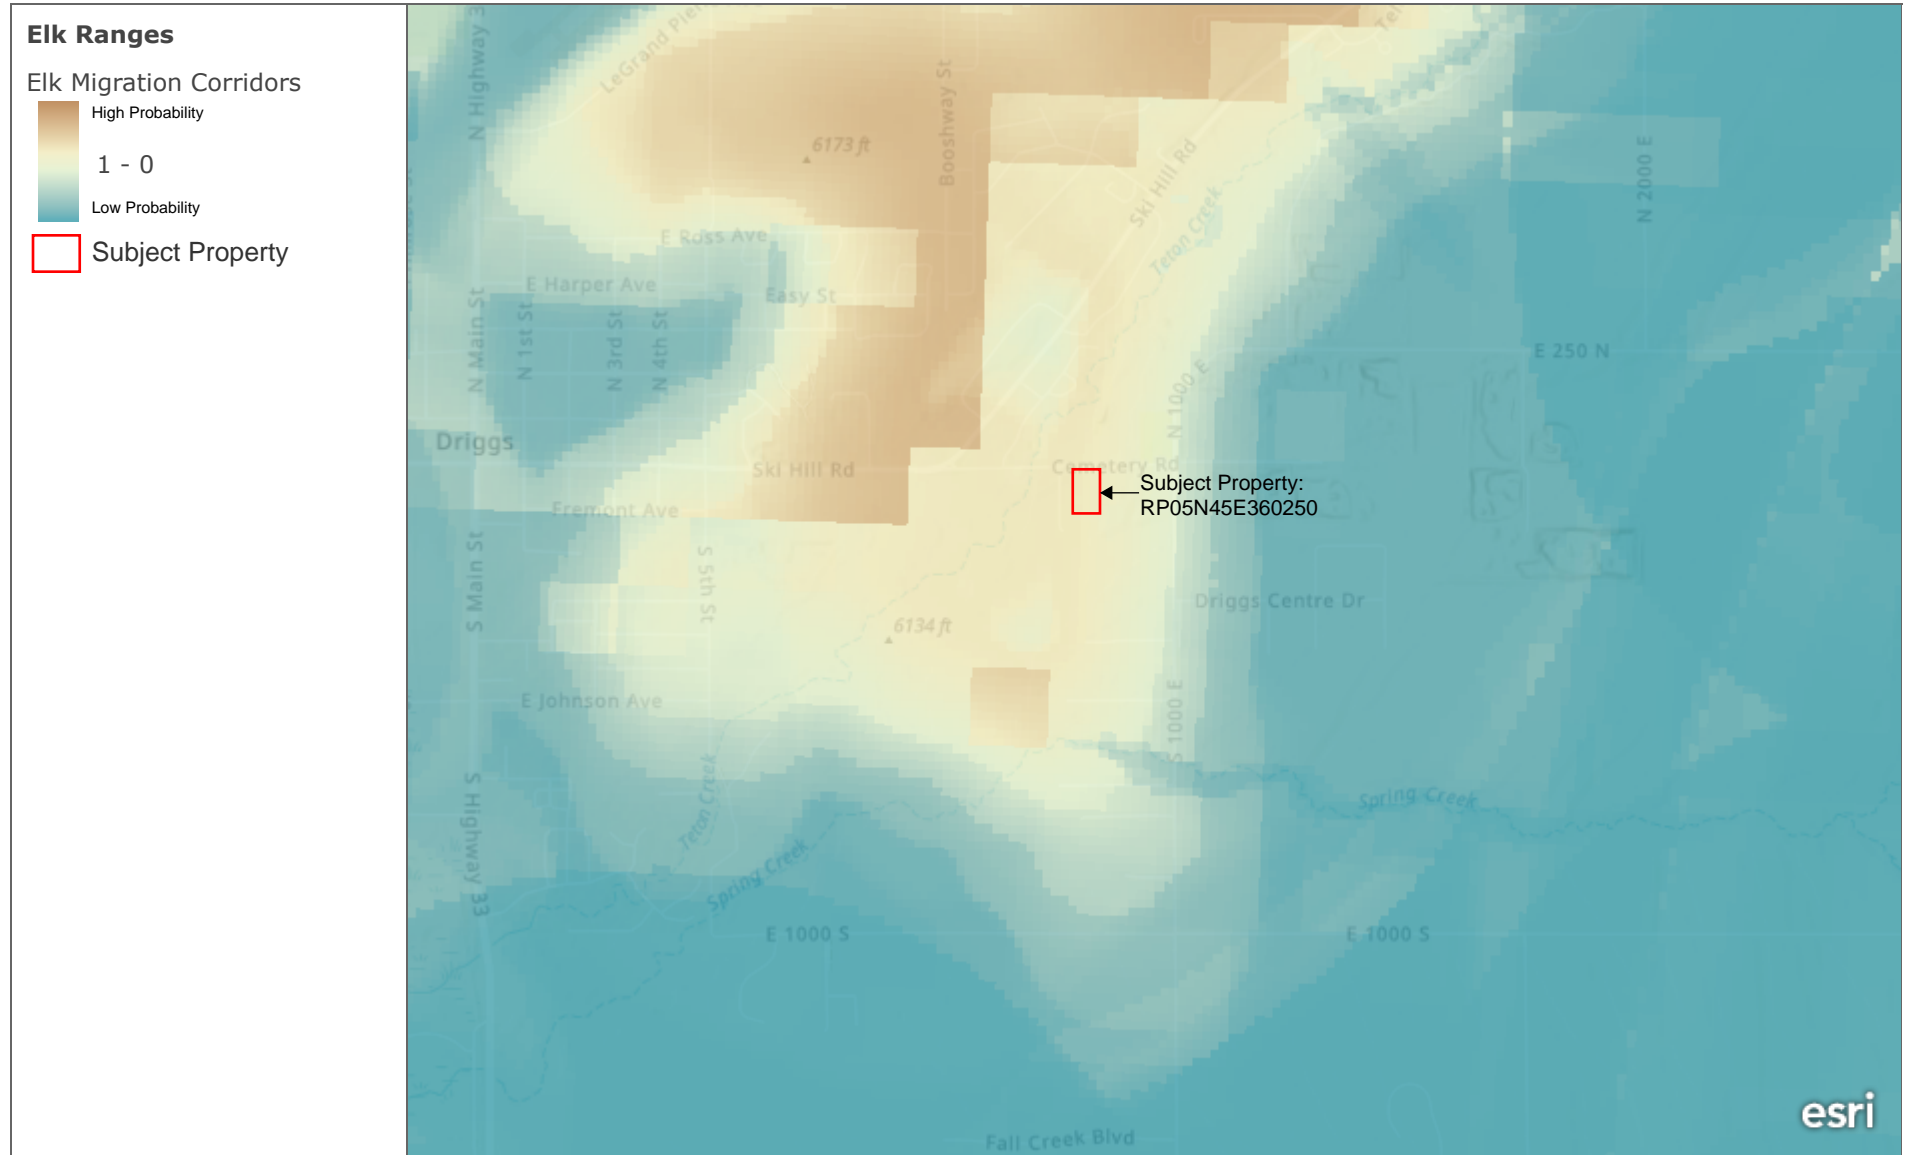 Elk Ranges
Elk Migration Corridors
High Probability
1 - 0
Low Probability
Subject Property
N Highway 3
LeGrand Pier
Booshway St
6173 ft
Ski Hill Rd
Teton Creek
N 2000 E
E Ross Ave
E Harper Ave
Easy St
N Main St
N 1st St
N 3rd St
N 4th St
E 250 N
N 1000 E
Driggs
Ski Hill Rd
Cemetery Rd
Subject Property:
RP05N45E360250
Fremont Ave
S Main St
S 5th St
Driggs Centre Dr
6134 ft
E Johnson Ave
S 1000 E
S Highway 33
Teton Creek
Spring Creek
Spring Creek
E 1000 S
E 1000 S
Fall Creek Blvd
esri